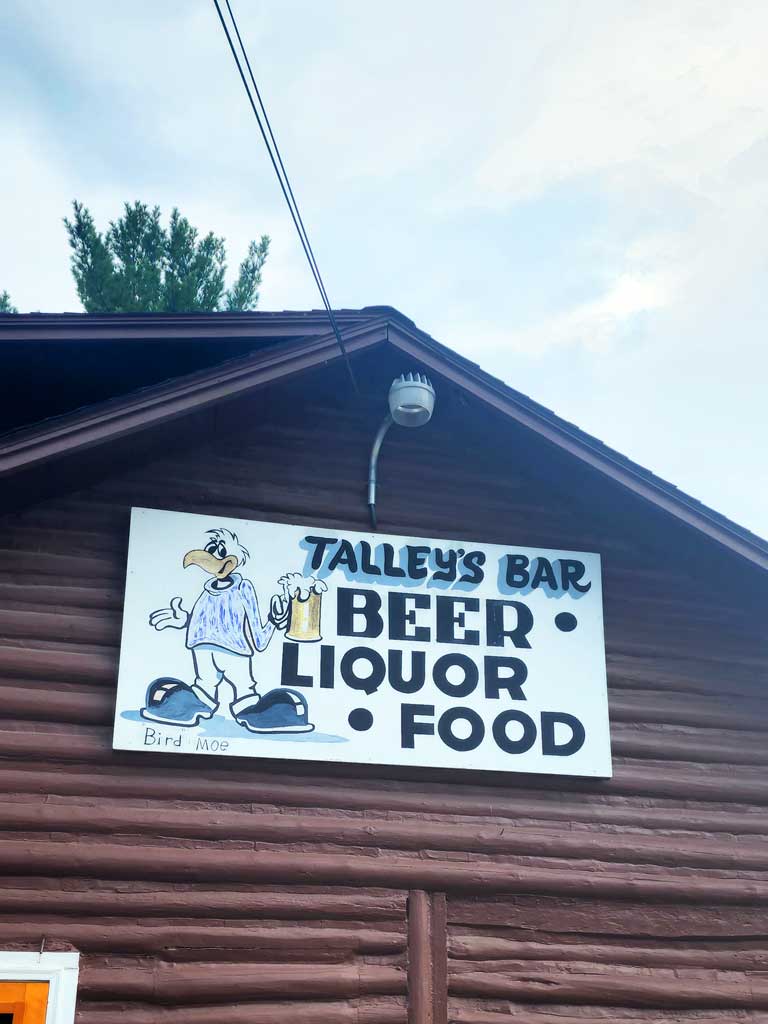 TALLEY'S BAR
BEER •
LIQUOR
• FOOD
Bird Moe